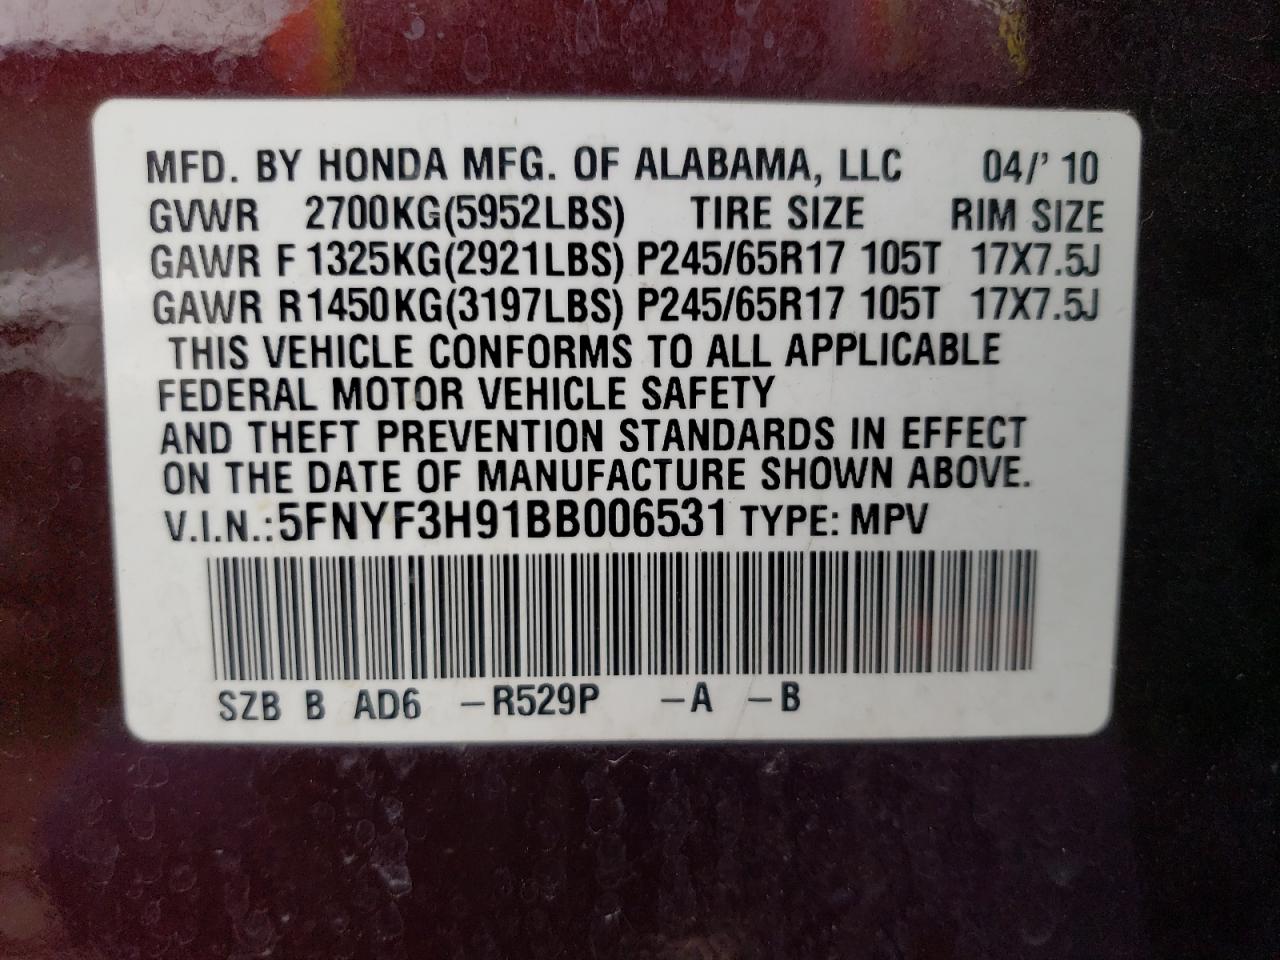 MFD. BY HONDA MFG. OF ALABAMA, LLC 04/' 10
GVWR 2700KG(5952LBS) TIRE SIZE RIM SIZE
GAWR F 1325KG(2921LBS) P245/65R17 105T 17X7.5J
GAWR R1450KG(3197LBS) P245/65R17 105T 17X7.5J
THIS VEHICLE CONFORMS TO ALL APPLICABLE
FEDERAL MOTOR VEHICLE SAFETY
AND THEFT PREVENTION STANDARDS IN EFFECT
ON THE DATE OF MANUFACTURE SHOWN ABOVE.
V.I.N.:5FNYF3H91BB006531 TYPE: MPV
SZB B AD6 -R529P -A -B